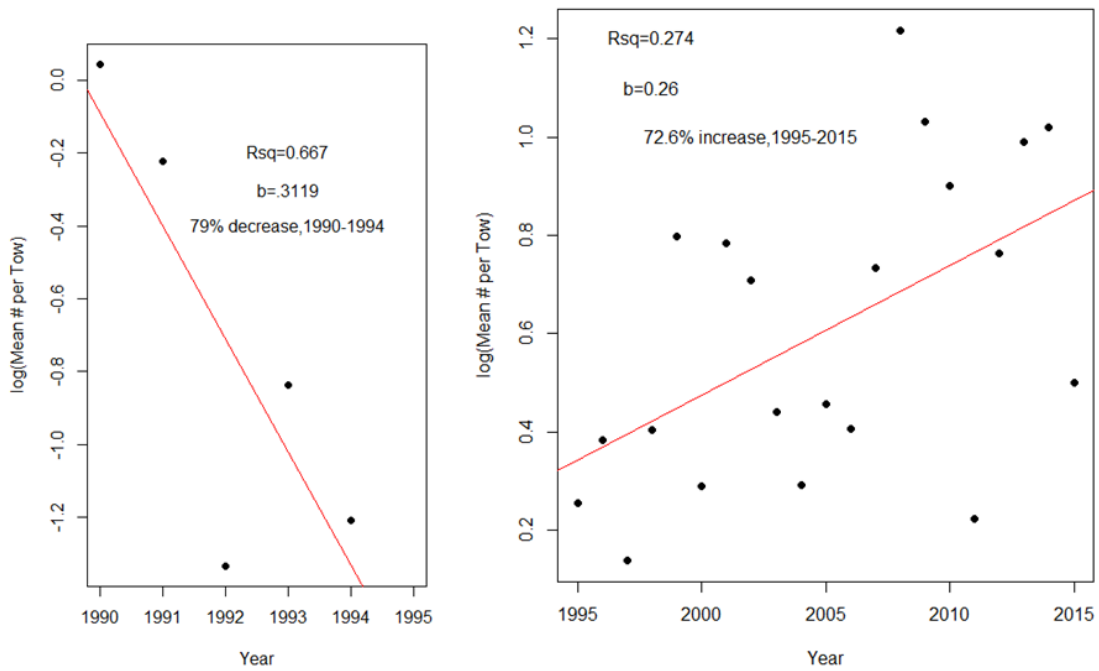 Rsq=0.667
b=.3119
79% decrease,1990-1994
log(Mean # per Tow)
0.0
-0.2
-0.4
-0.6
-0.8
-1.0
-1.2
1990 1991 1992 1993 1994 1995
Year
Rsq=0.274
b=0.26
72.6% increase,1995-2015
log(Mean # per Tow)
1.2
1.0
0.8
0.6
0.4
0.2
1995 2000 2005 2010 2015
Year